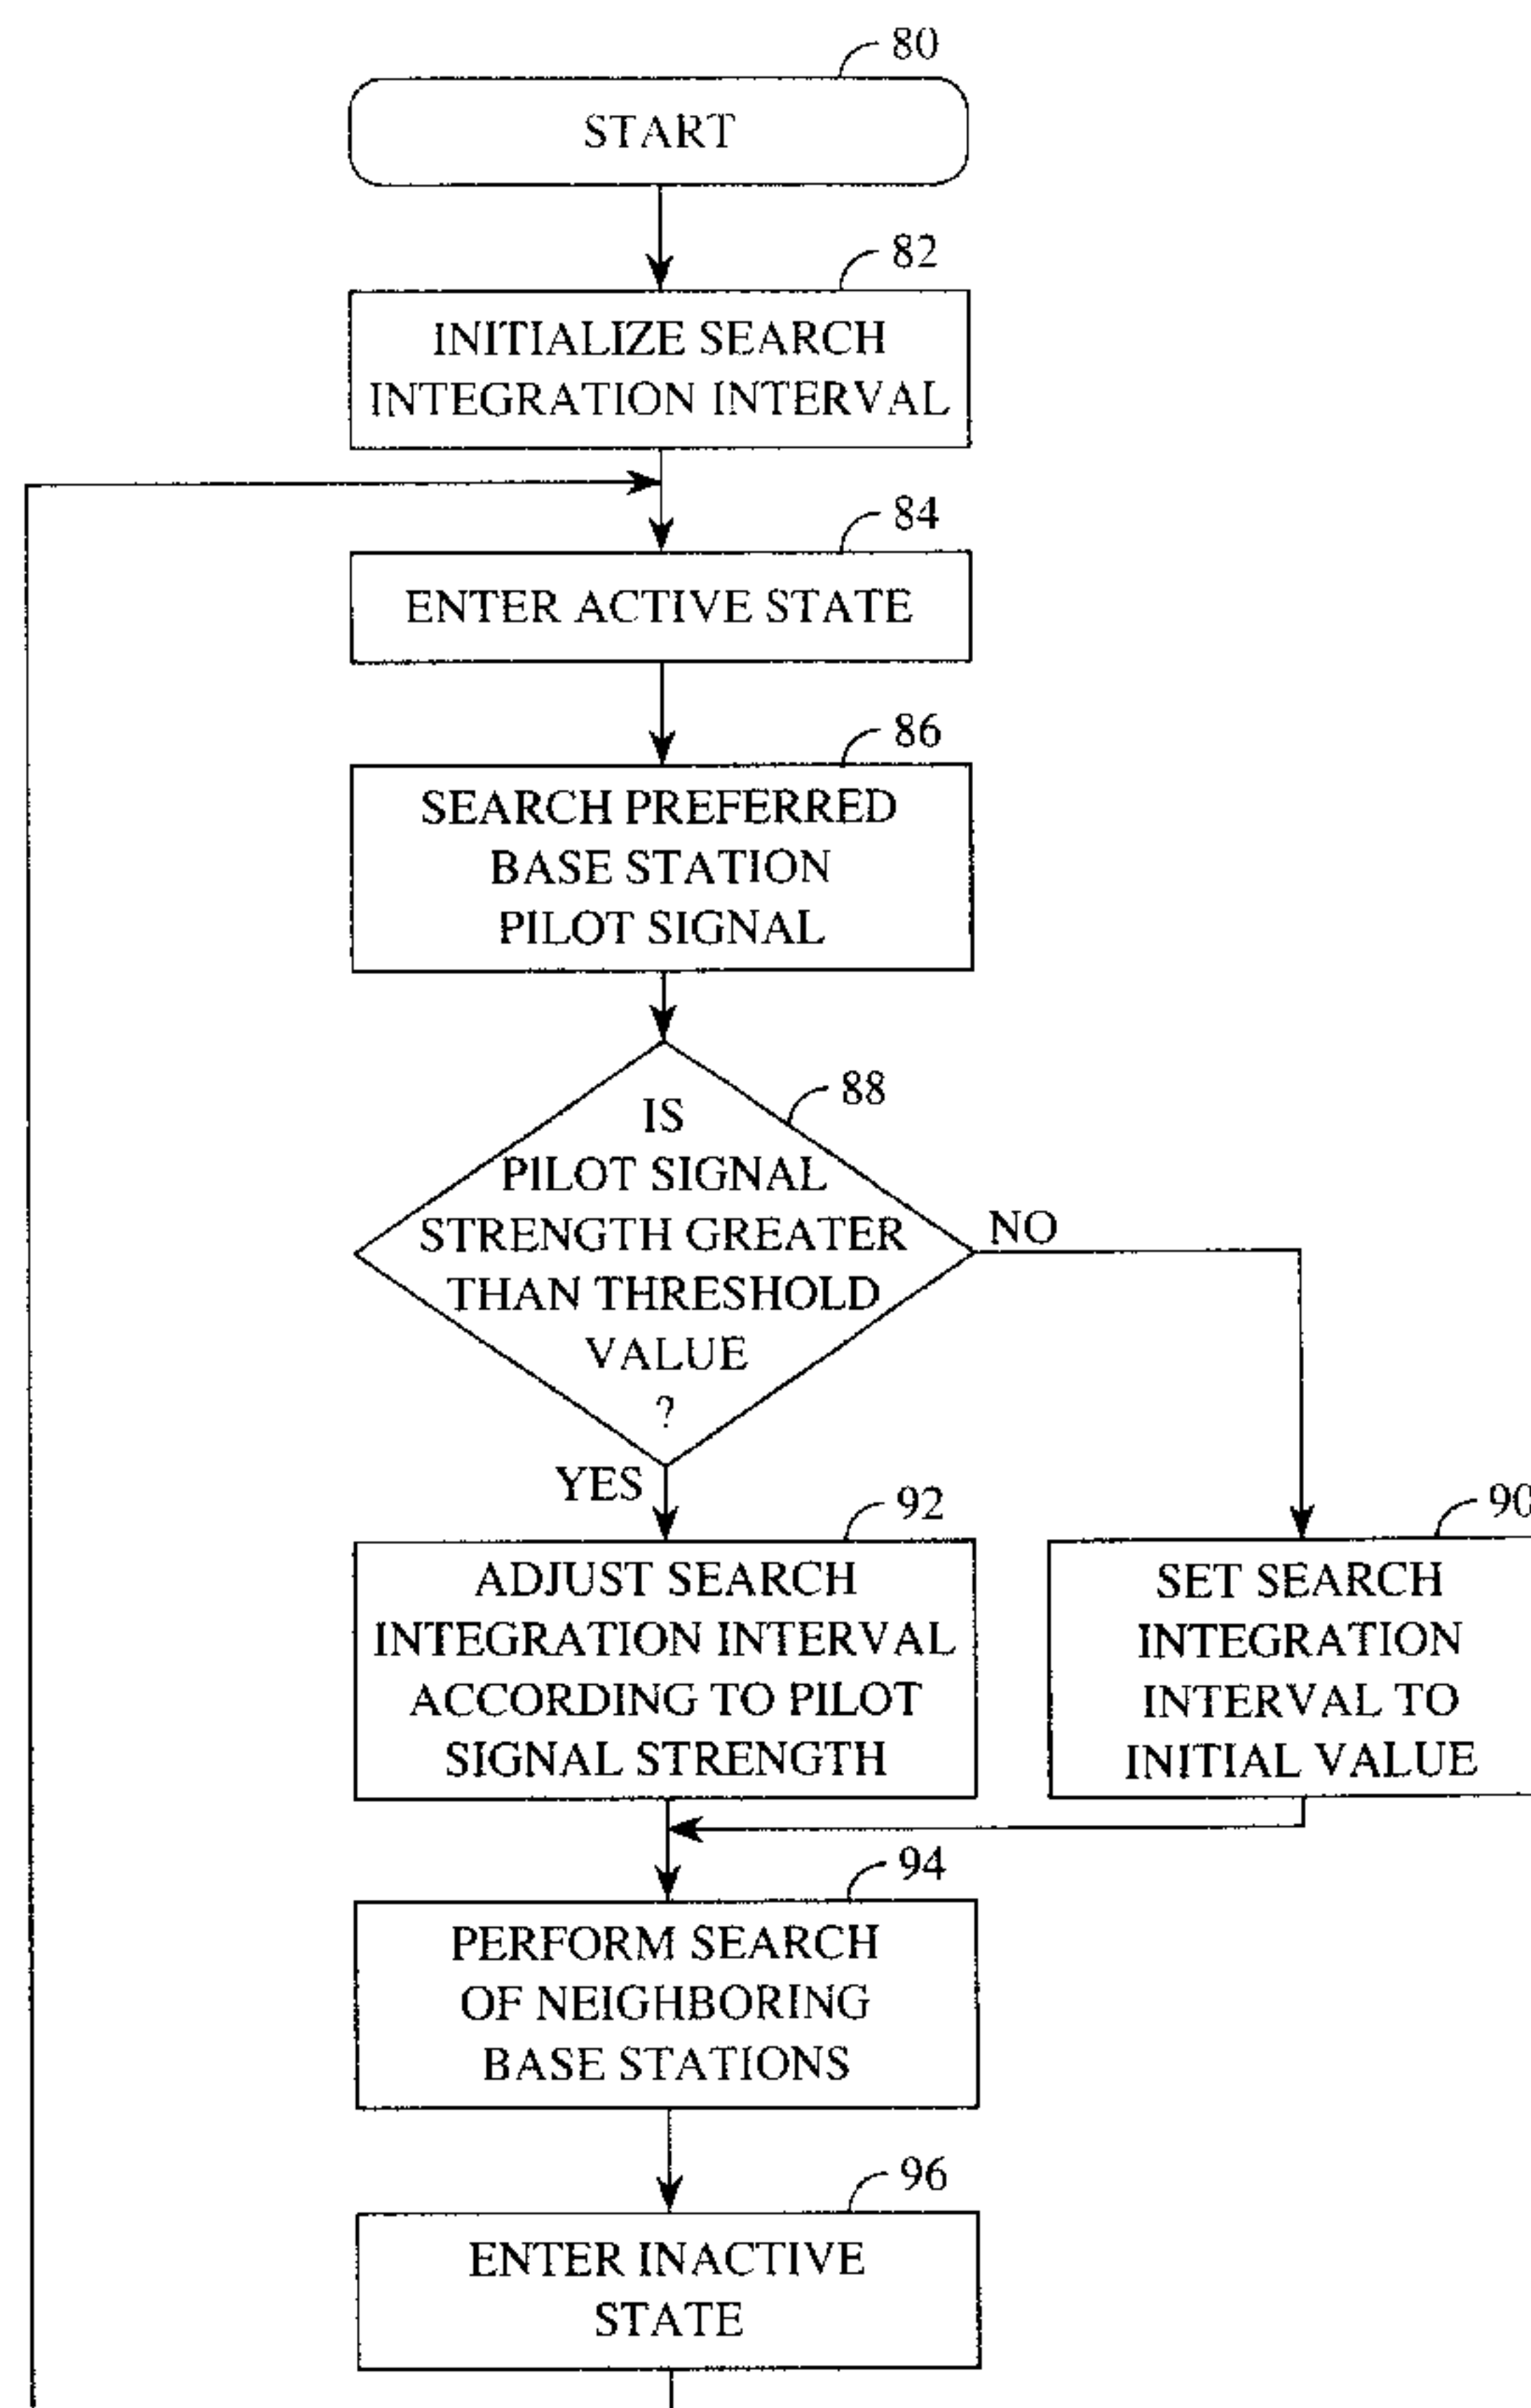 80
START
82
INITIALIZE SEARCH
INTEGRATION INTERVAL
84
ENTER ACTIVE STATE
86
SEARCH PREFERRED
BASE STATION
PILOT SIGNAL
88
IS
PILOT SIGNAL
STRENGTH GREATER
THAN THRESHOLD
VALUE
?
NO
YES
92
ADJUST SEARCH
INTEGRATION INTERVAL
ACCORDING TO PILOT
SIGNAL STRENGTH
90
SET SEARCH
INTEGRATION
INTERVAL TO
INITIAL VALUE
94
PERFORM SEARCH
OF NEIGHBORING
BASE STATIONS
96
ENTER INACTIVE
STATE